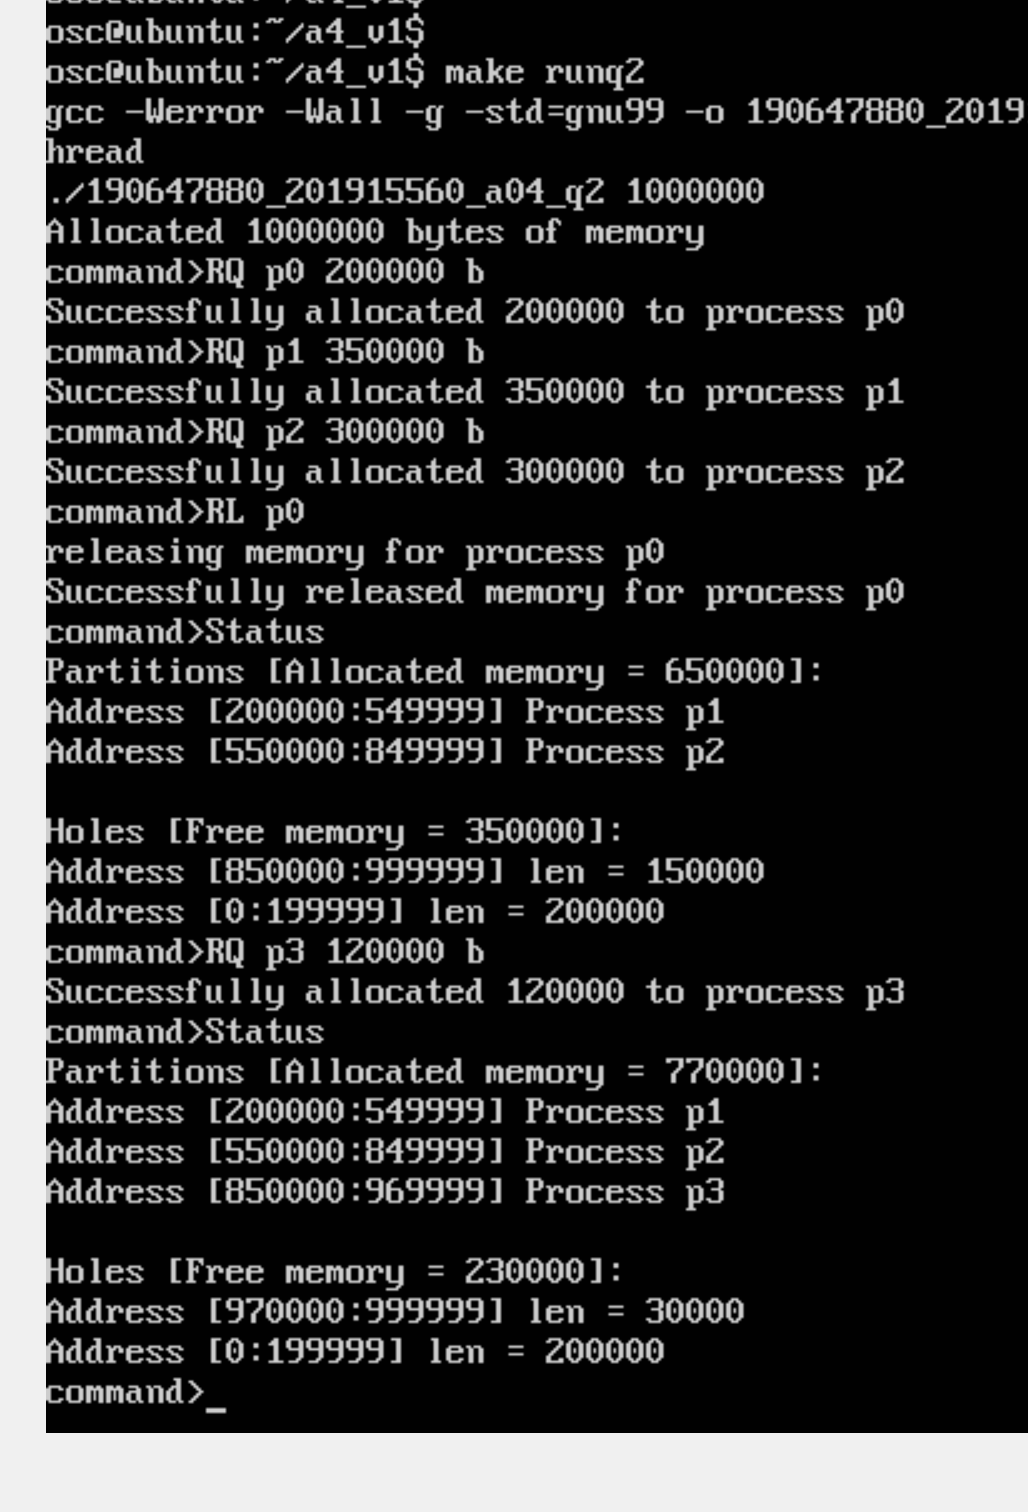 osc@ubuntu:~/a4_v1$
osc@ubuntu:~/a4_v1$
osc@ubuntu:~/a4_v1$ make runq2
gcc -Werror -Wall -g -std=gnu99 -o 190647880_2019
hread
./190647880_201915560_a04_q2 1000000
Allocated 1000000 bytes of memory
command>RQ p0 200000 b
Successfully allocated 200000 to process p0
command>RQ p1 350000 b
Successfully allocated 350000 to process p1
command>RQ p2 300000 b
Successfully allocated 300000 to process p2
command>RL p0
releasing memory for process p0
Successfully released memory for process p0
command>Status
Partitions [Allocated memory = 650000]:
Address [200000:549999] Process p1
Address [550000:849999] Process p2
Holes [Free memory = 350000]:
Address [850000:999999] len = 150000
Address [0:199999] len = 200000
command>RQ p3 120000 b
Successfully allocated 120000 to process p3
command>Status
Partitions [Allocated memory = 770000]:
Address [200000:549999] Process p1
Address [550000:849999] Process p2
Address [850000:969999] Process p3
Holes [Free memory = 230000]:
Address [970000:999999] len = 30000
Address [0:199999] len = 200000
command>_